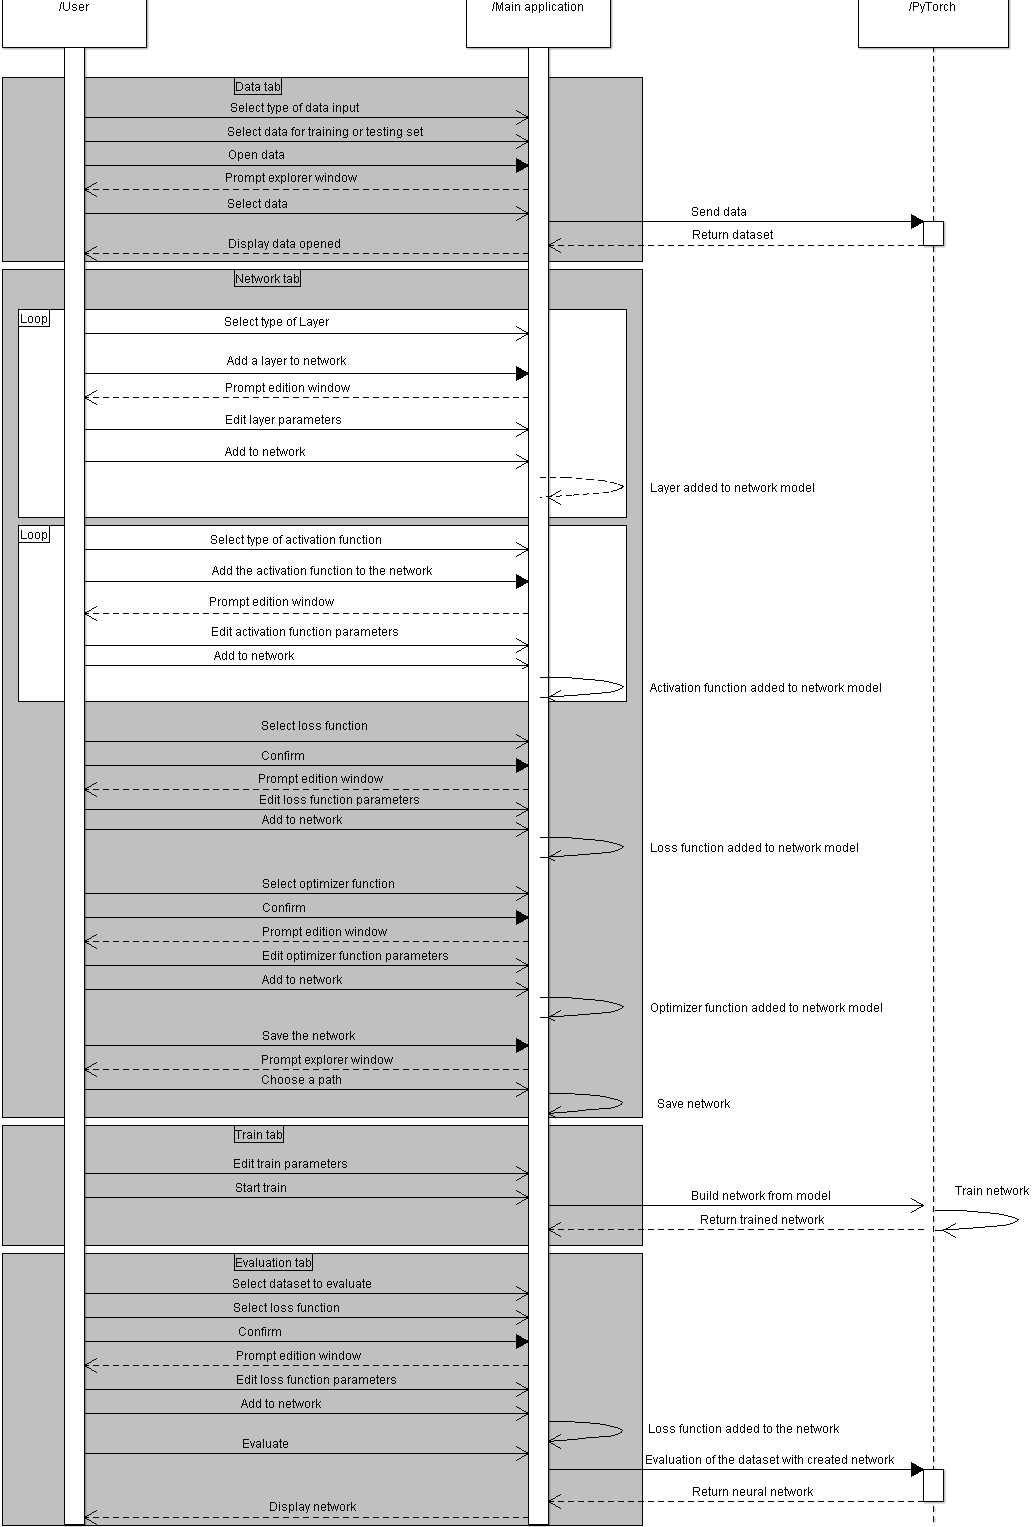 /User
/Main application
/PyTorch
Data tab
Select type of data input
Select data for training or testing set
Open data
Prompt explorer window
Select data
Send data
Return dataset
Display data opened
Network tab
Loop
Select type of Layer
Add a layer to network
Prompt edition window
Edit layer parameters
Add to network
Layer added to network model
Loop
Select type of activation function
Add the activation function to the network
Prompt edition window
Edit activation function parameters
Add to network
Activation function added to network model
Select loss function
Confirm
Prompt edition window
Edit loss function parameters
Add to network
Loss function added to network model
Select optimizer function
Confirm
Prompt edition window
Edit optimizer function parameters
Add to network
Optimizer function added to network model
Save the network
Prompt explorer window
Choose a path
Save network
Train tab
Edit train parameters
Start train
Build network from model
Train network
Return trained network
Evaluation tab
Select dataset to evaluate
Select loss function
Confirm
Prompt edition window
Edit loss function parameters
Add to network
Loss function added to the network
Evaluate
Evaluation of the dataset with created network
Return neural network
Display network